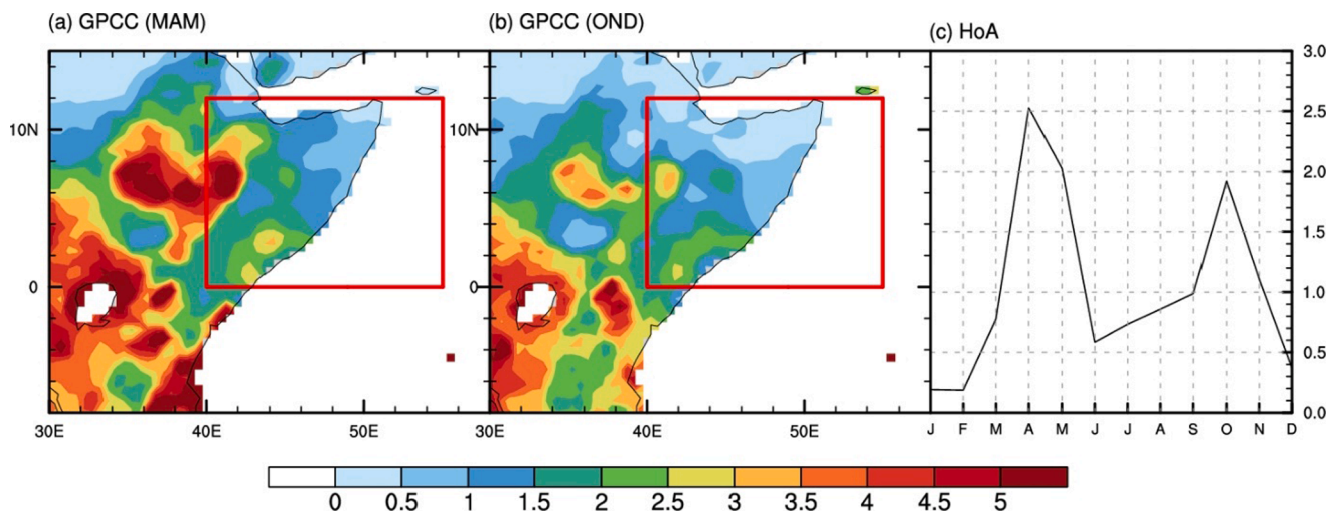 (a) GPCC (MAM)
(b) GPCC (OND)
(c) HoA
10N
0
30E 40E 50E
10N
0
30E 40E 50E
3.0
2.5
2.0
1.5
1.0
0.5
0.0
J F M A M J J A S O N D
0 0.5 1 1.5 2 2.5 3 3.5 4 4.5 5